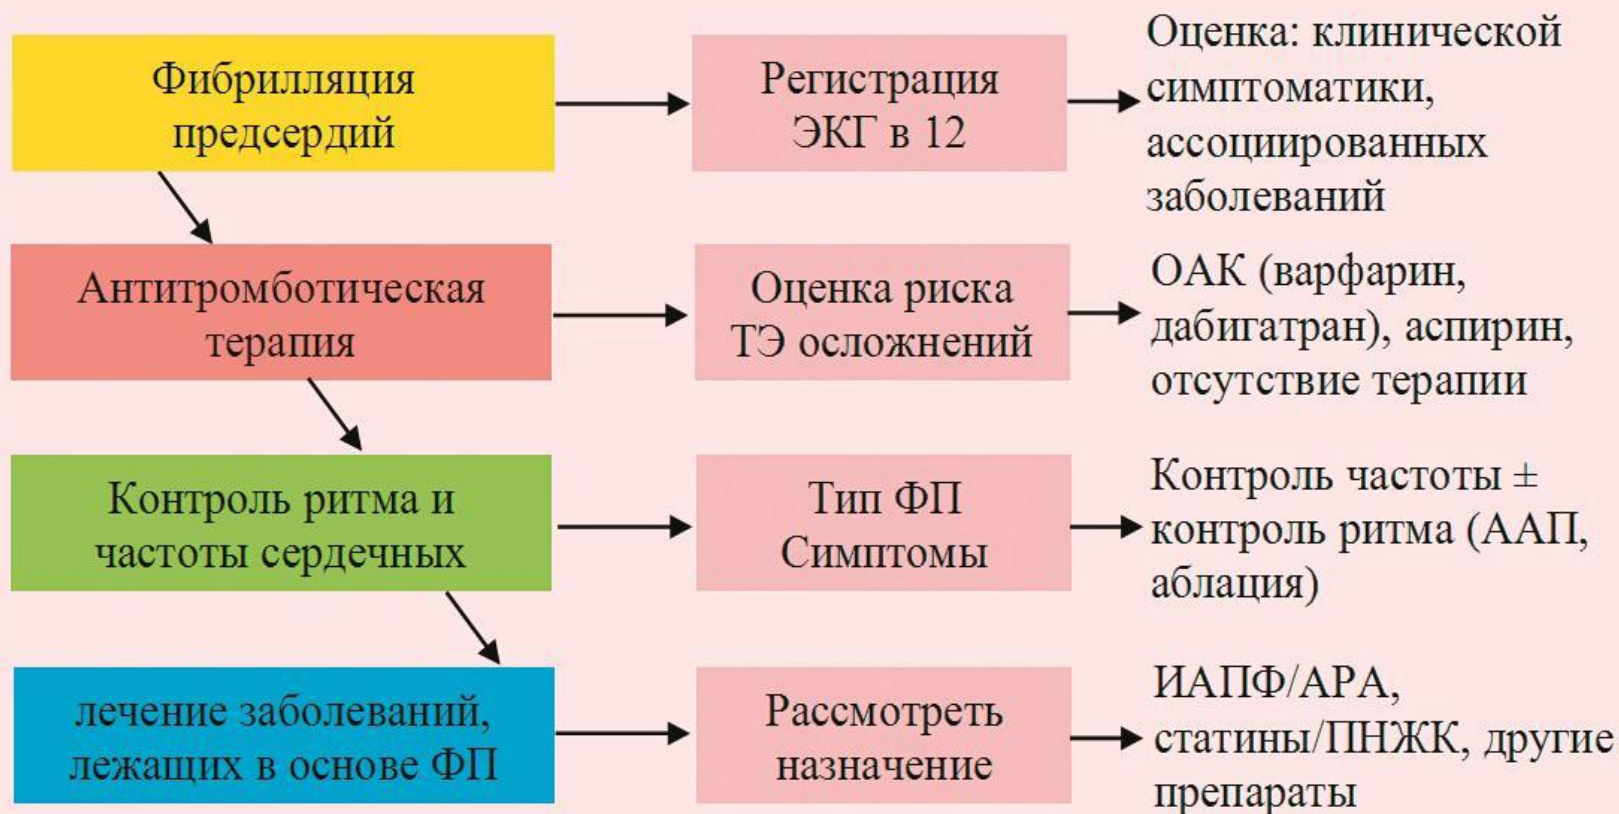 Фибрилляция
предсердий
Регистрация
ЭКГ в 12
Оценка: клинической
симптоматики,
ассоциированных
заболеваний
Антитромботическая
терапия
Оценка риска
ТЭ осложнений
ОАК (варфарин,
дабигатран), аспирин,
отсутствие терапии
Контроль ритма и
частоты сердечных
Тип ФП
Симптомы
Контроль частоты ±
контроль ритма (ААП,
аблация)
лечение заболеваний,
лежащих в основе ФП
Рассмотреть
назначение
ИАПФ/АРА,
статины/ПНЖК, другие
препараты